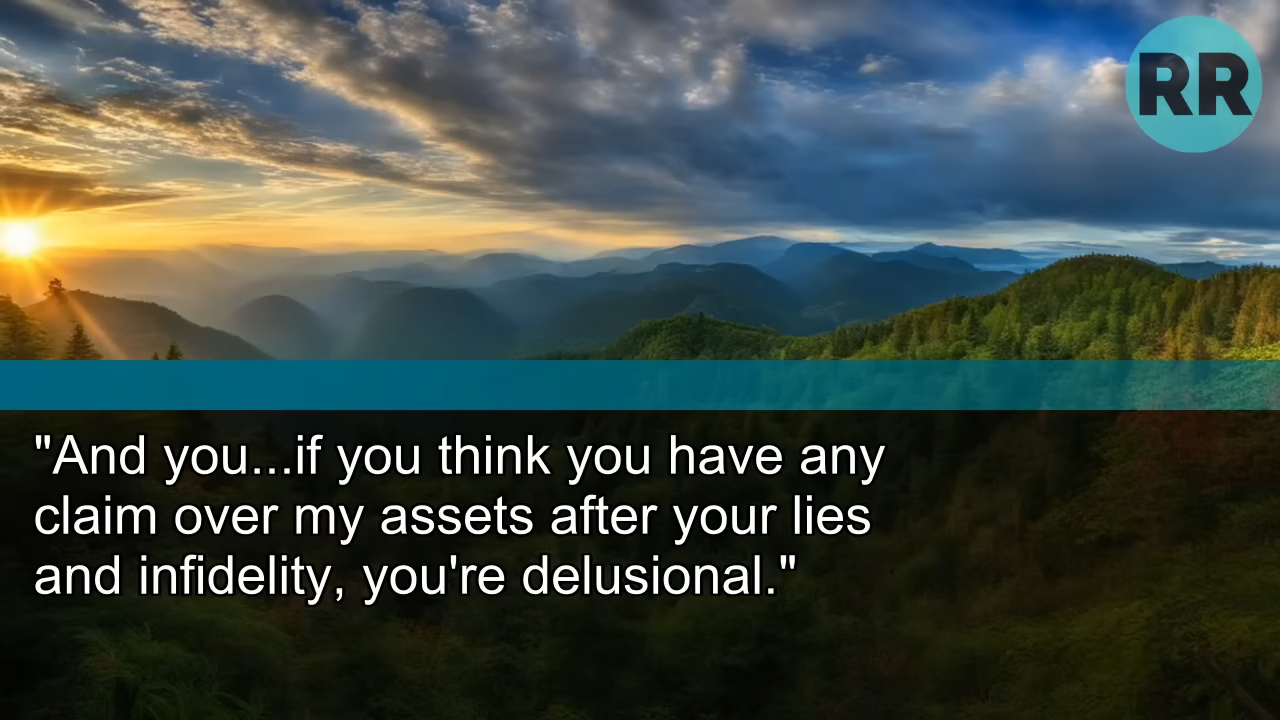 RR
"And you...if you think you have any
claim over my assets after your lies
and infidelity, you're delusional."